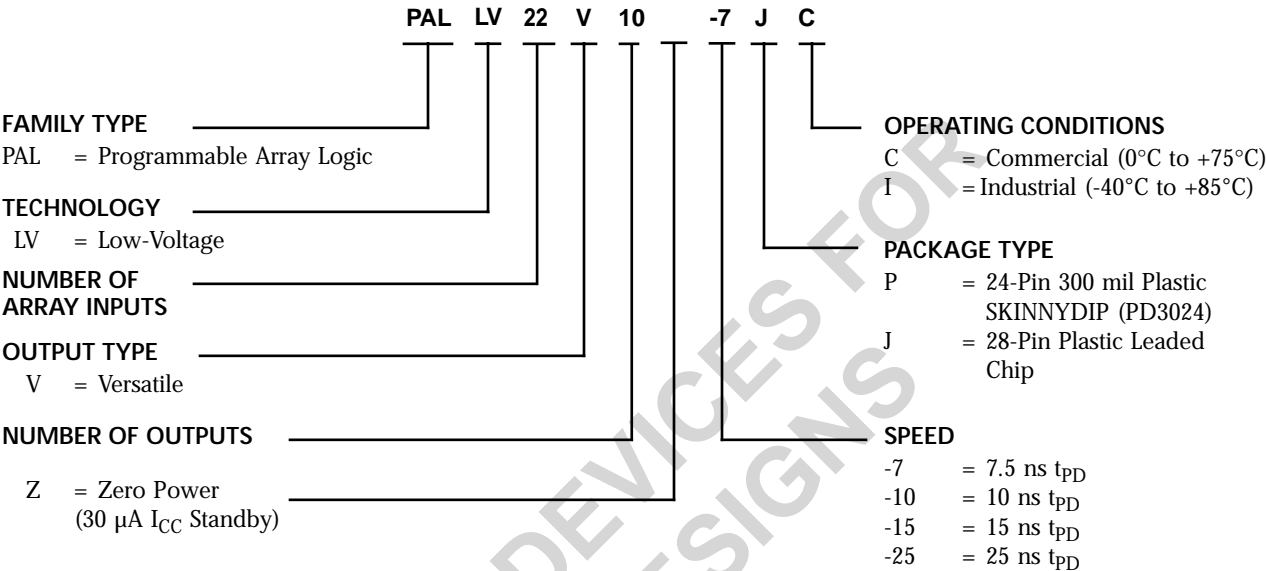 PAL LV 22 V 10 -7 J C
FAMILY TYPE
PAL = Programmable Array Logic
TECHNOLOGY
LV = Low-Voltage
NUMBER OF
ARRAY INPUTS
OUTPUT TYPE
V = Versatile
NUMBER OF OUTPUTS
Z = Zero Power
(30 µA ICC Standby)
OPERATING CONDITIONS
C = Commercial (0°C to +75°C)
I = Industrial (-40°C to +85°C)
PACKAGE TYPE
P = 24-Pin 300 mil Plastic
SKINNYDIP (PD3024)
J = 28-Pin Plastic Leaded
Chip
SPEED
-7 = 7.5 ns tPD
-10 = 10 ns tPD
-15 = 15 ns tPD
-25 = 25 ns tPD
DEVICES FOR
DESIGNS